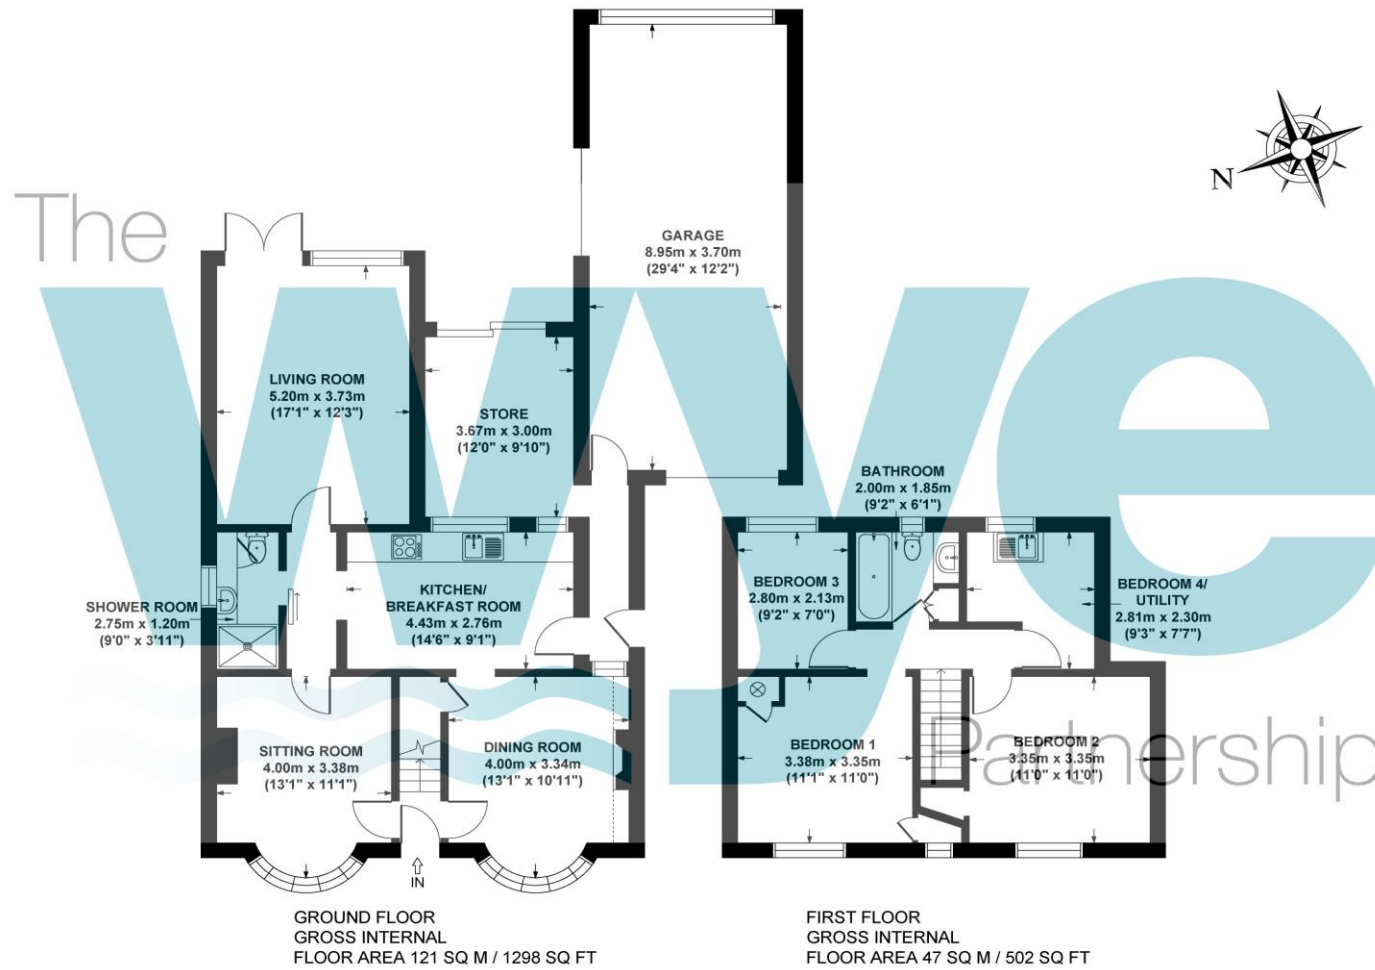 The
wye
Partnership
N
GARAGE
8.95m x 3.70m
(29'4" x 12'2")
LIVING ROOM
5.20m x 3.73m
(17'1" x 12'3")
STORE
3.67m x 3.00m
(12'0" x 9'10")
SHOWER ROOM
2.75m x 1.20m
(9'0" x 3'11")
KITCHEN/
BREAKFAST ROOM
4.43m x 2.76m
(14'6" x 9'1")
SITTING ROOM
4.00m x 3.38m
(13'1" x 11'1")
DINING ROOM
4.00m x 3.34m
(13'1" x 10'11")
IN
GROUND FLOOR
GROSS INTERNAL
FLOOR AREA 121 SQ M / 1298 SQ FT
BATHROOM
2.00m x 1.85m
(9'2" x 6'1")
BEDROOM 3
2.80m x 2.13m
(9'2" x 7'0")
BEDROOM 4/
UTILITY
2.81m x 2.30m
(9'3" x 7'7")
BEDROOM 1
3.38m x 3.35m
(11'1" x 11'0")
BEDROOM 2
3.35m x 3.35m
(11'0" x 11'0")
FIRST FLOOR
GROSS INTERNAL
FLOOR AREA 47 SQ M / 502 SQ FT